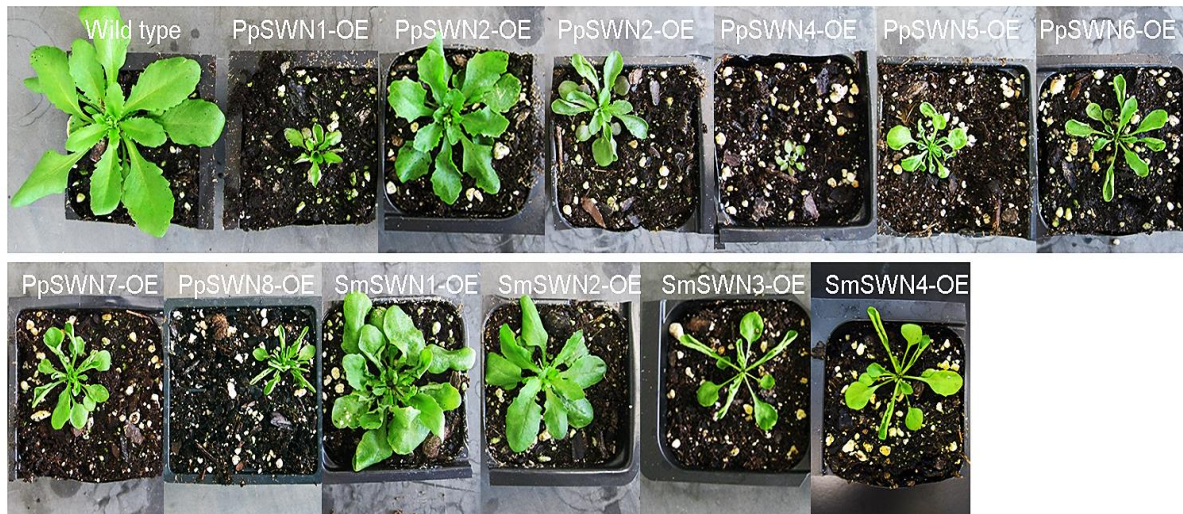 Wild type PpSWN1-OE PpSWN2-OE PpSWN2-OE PpSWN4-OE PpSWN5-OE PpSWN6-OE
PpSWN7-OE PpSWN8-OE SmSWN1-OE SmSWN2-OE SmSWN3-OE SmSWN4-OE